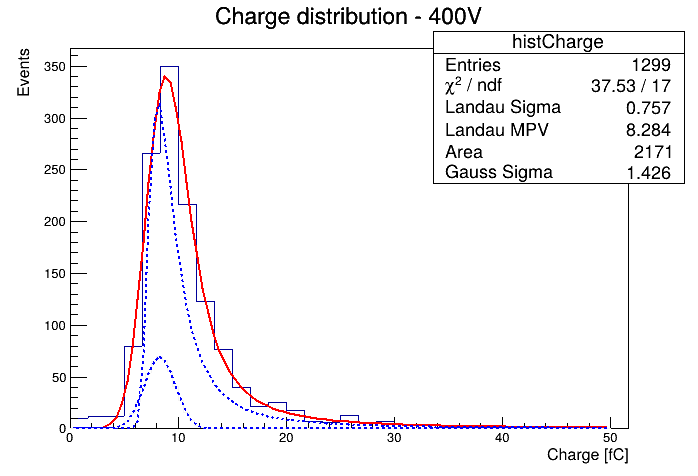 Charge distribution - 400V
histCharge
Entries 1299
χ² / ndf 37.53 / 17
Landau Sigma 0.757
Landau MPV 8.284
Area 2171
Gauss Sigma 1.426
Events
350
300
250
200
150
100
50
0
0 10 20 30 40 50
Charge [fC]